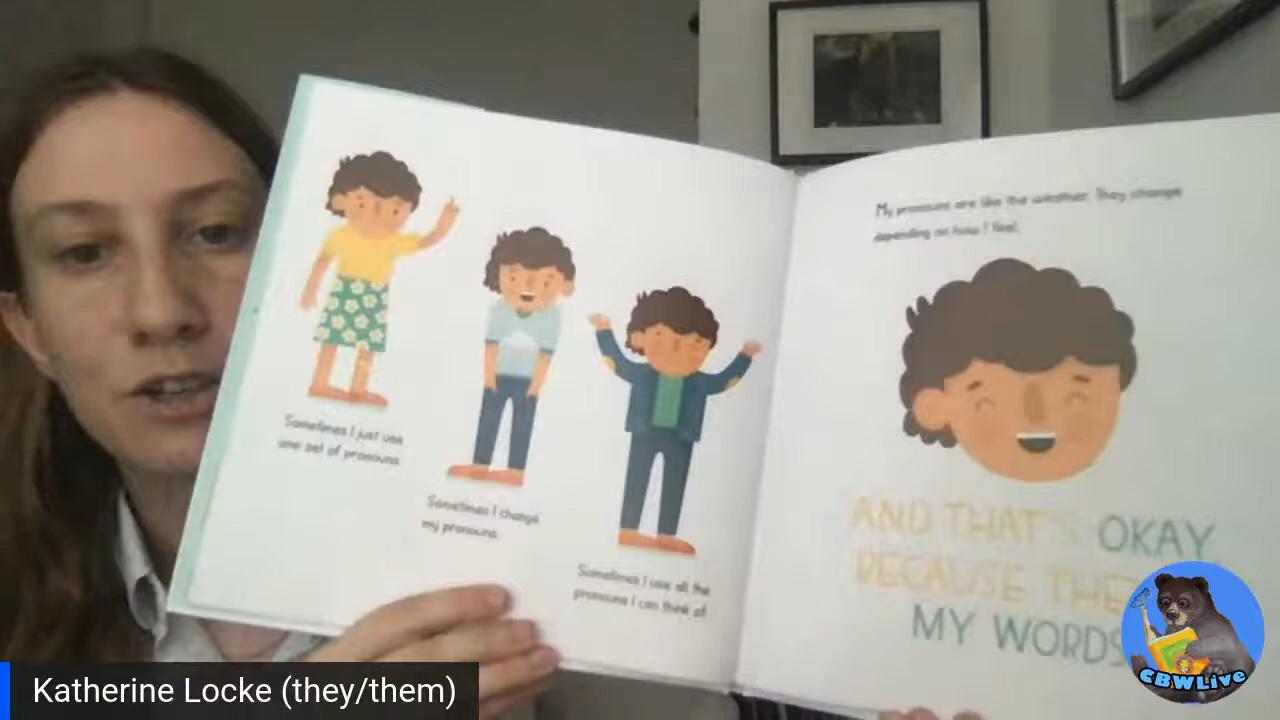 Sometimes I just use
one set of pronouns.
Sometimes I change
my pronouns.
Sometimes I use all the
pronouns I can think of.
My pronouns are like the weather. They change
depending on how I feel.
AND THAT'S OKAY
BECAUSE
MY WORDS
Katherine Locke (they/them)
CBWLive